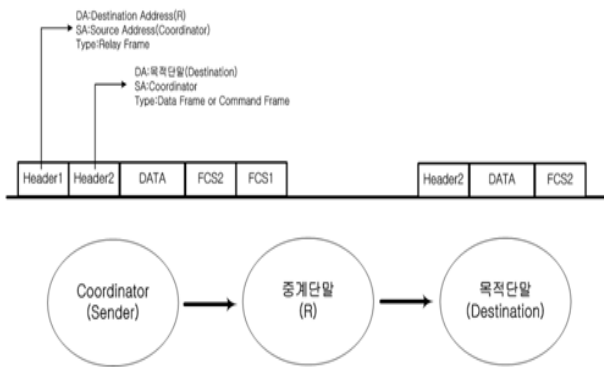 DA:Destination Address(R)
SA:Source Address(Coordinator)
Type:Relay Frame
DA:목적단말(Destination)
SA:Coordinator
Type:Data Frame or Command Frame
Header1 Header2 DATA FCS2 FCS1 Header2 DATA FCS2
Coordinator
(Sender)
중계단말
(R)
목적단말
(Destination)